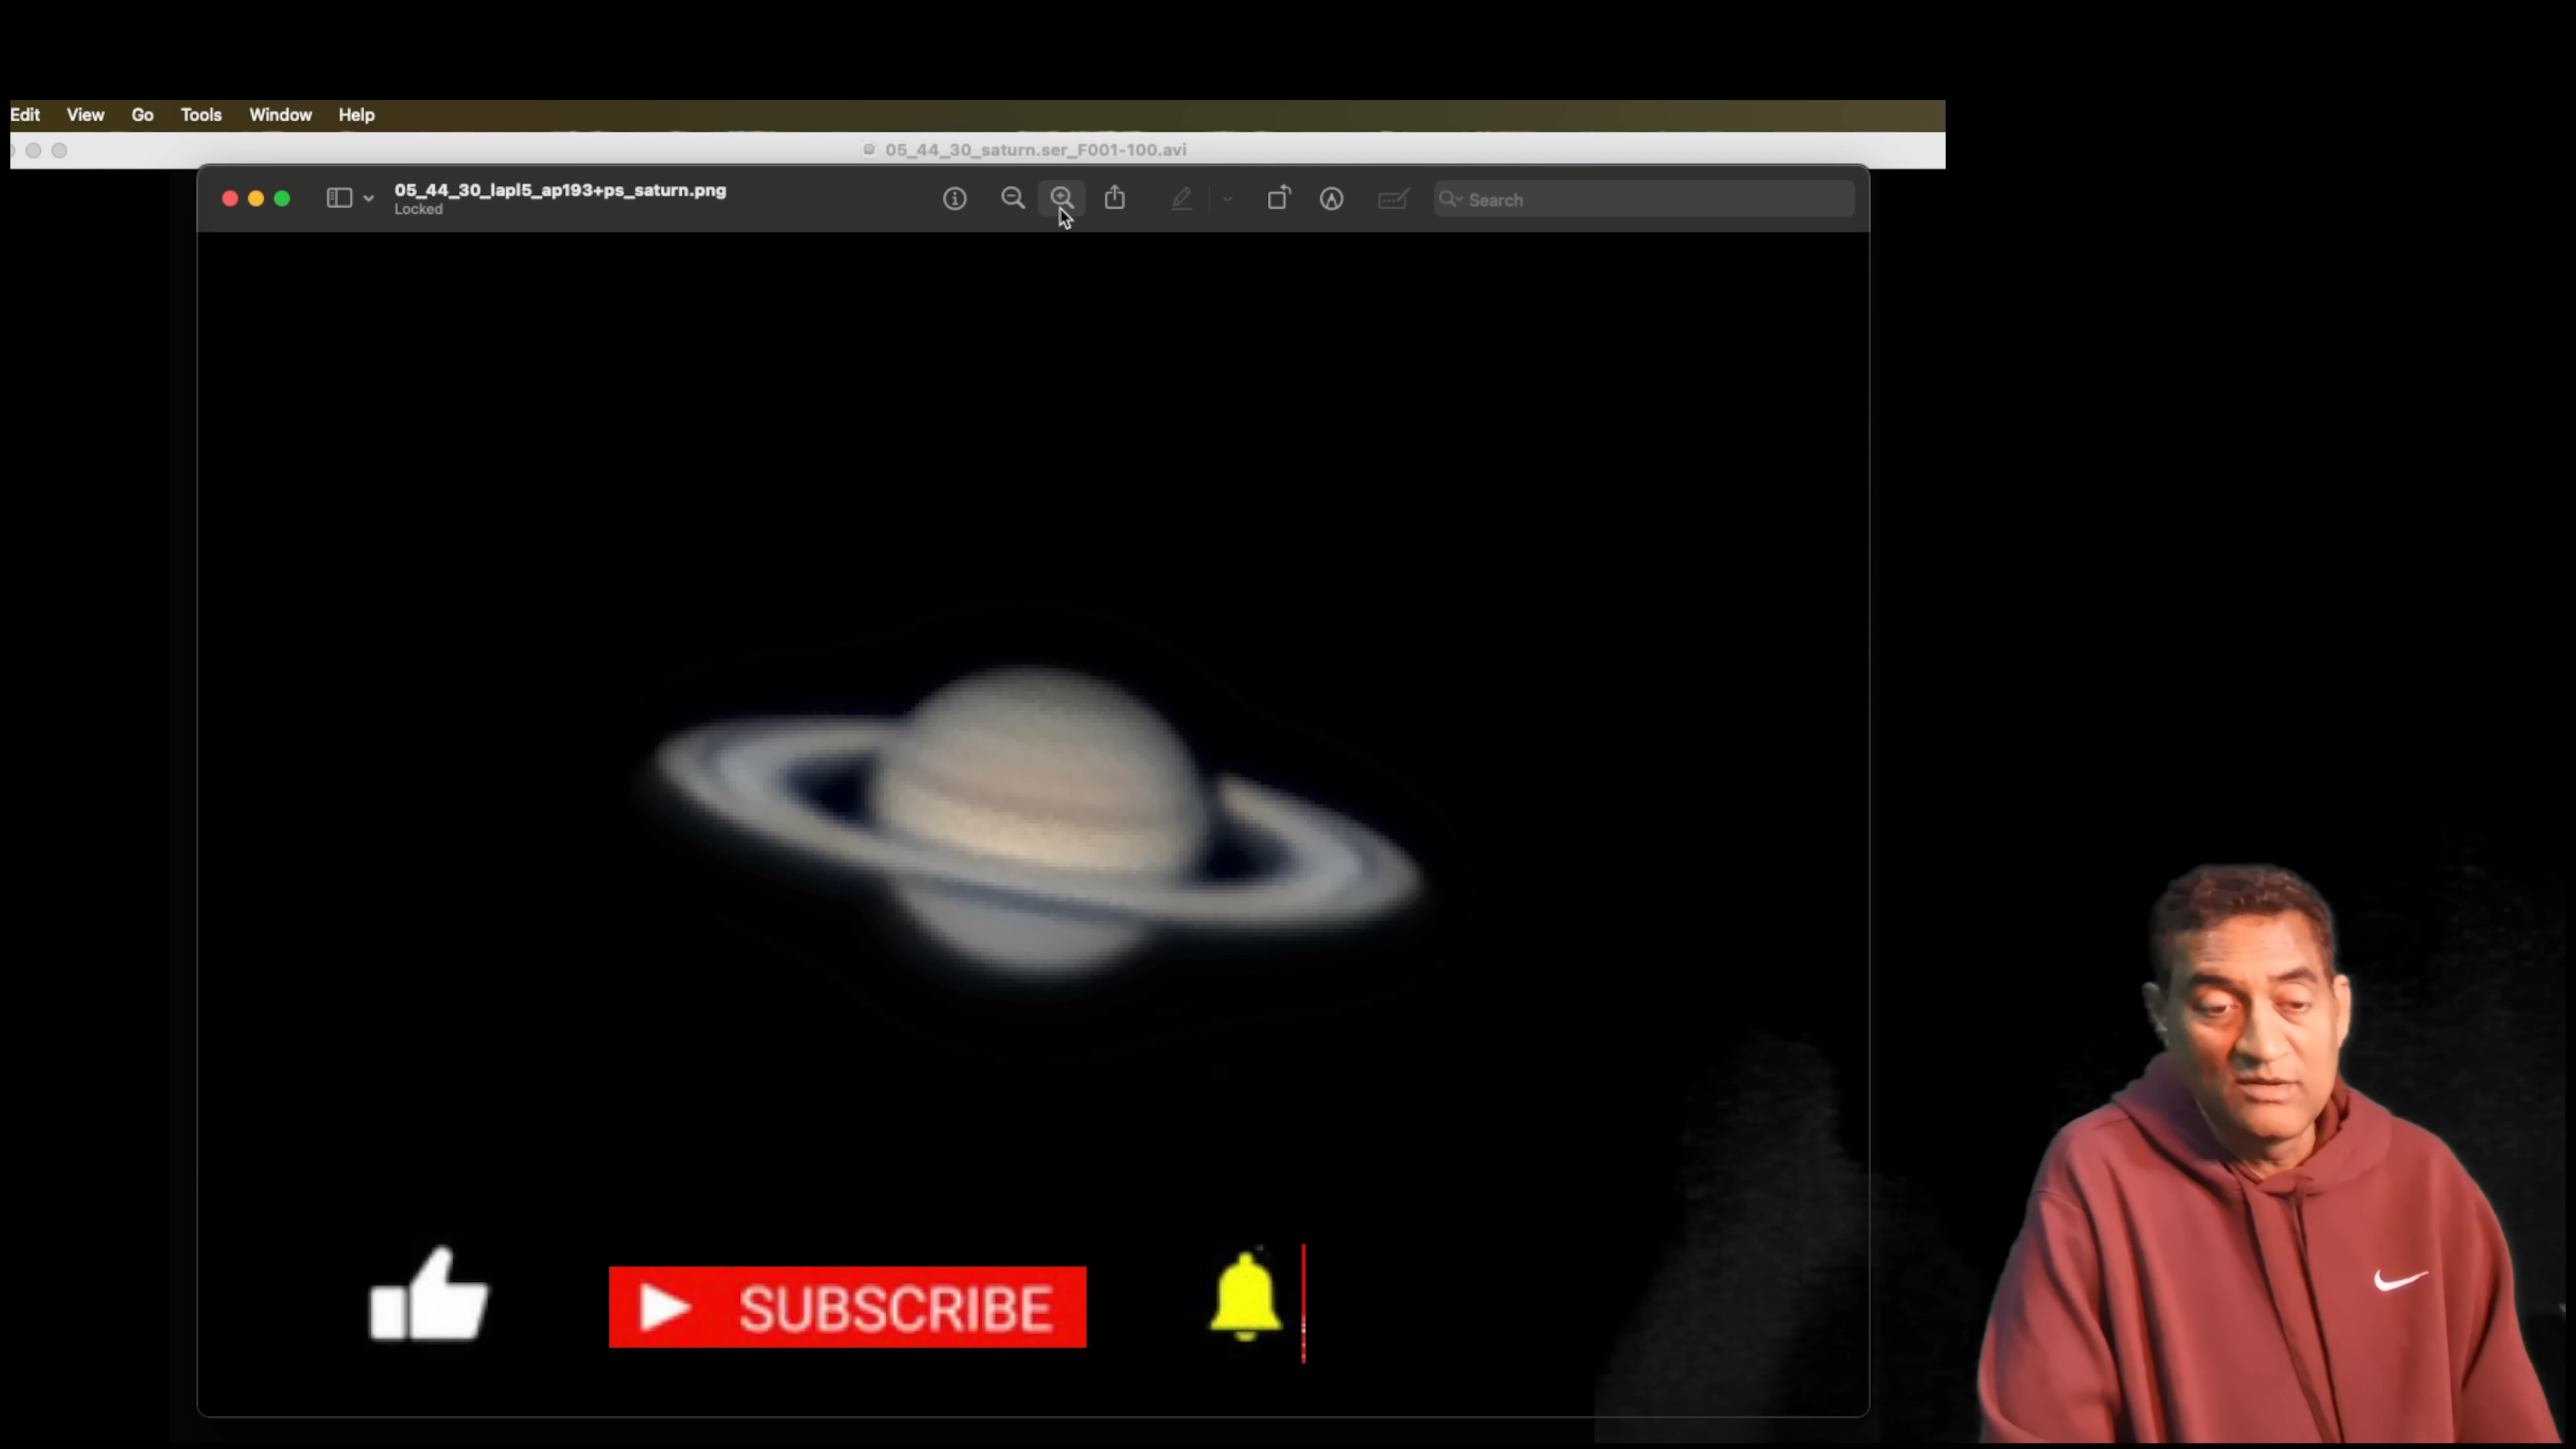 Edit View Go Tools Window Help
05_44_30_saturn.ser_F001-100.avi
05_44_30_lapl5_ap193+ps_saturn.png
Locked
Search
SUBSCRIBE